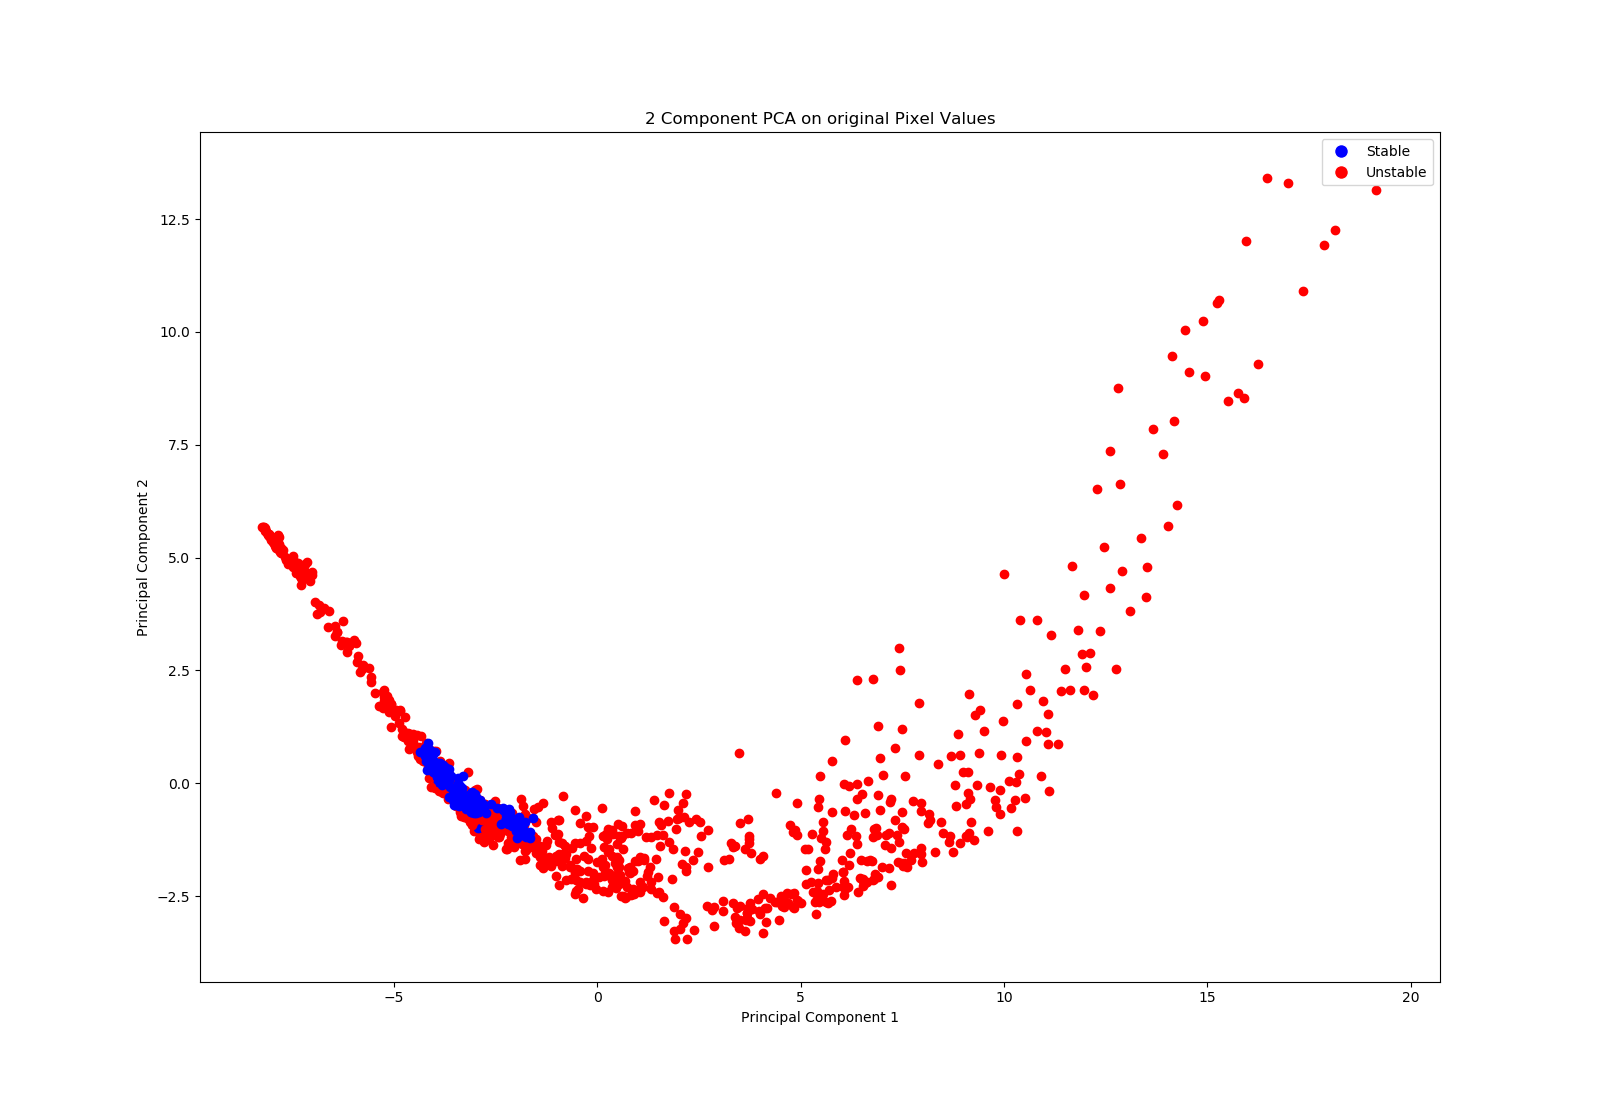 2 Component PCA on original Pixel Values
Stable
Unstable
12.5
10.0
7.5
5.0
2.5
0.0
−2.5
Principal Component 2
−5
0
5
10
15
20
Principal Component 1